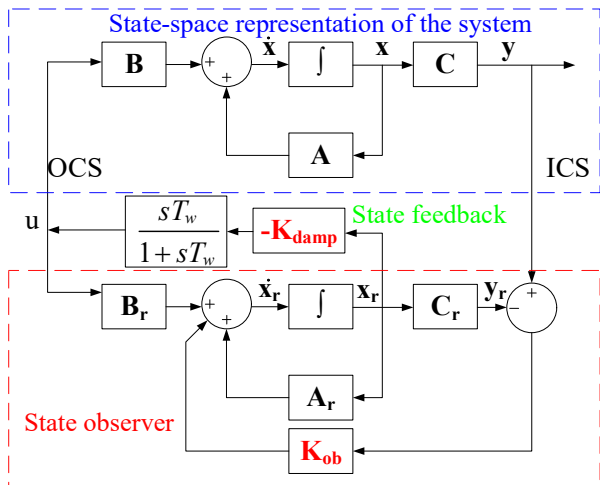 State-space representation of the system
B
+
+
ẋ
∫
x
C
y
A
OCS
ICS
u
sT_w
1 + sT_w
-K_damp
State feedback
B_r
+
+
ẋ_r
∫
x_r
C_r
y_r
−
+
A_r
State observer
K_ob